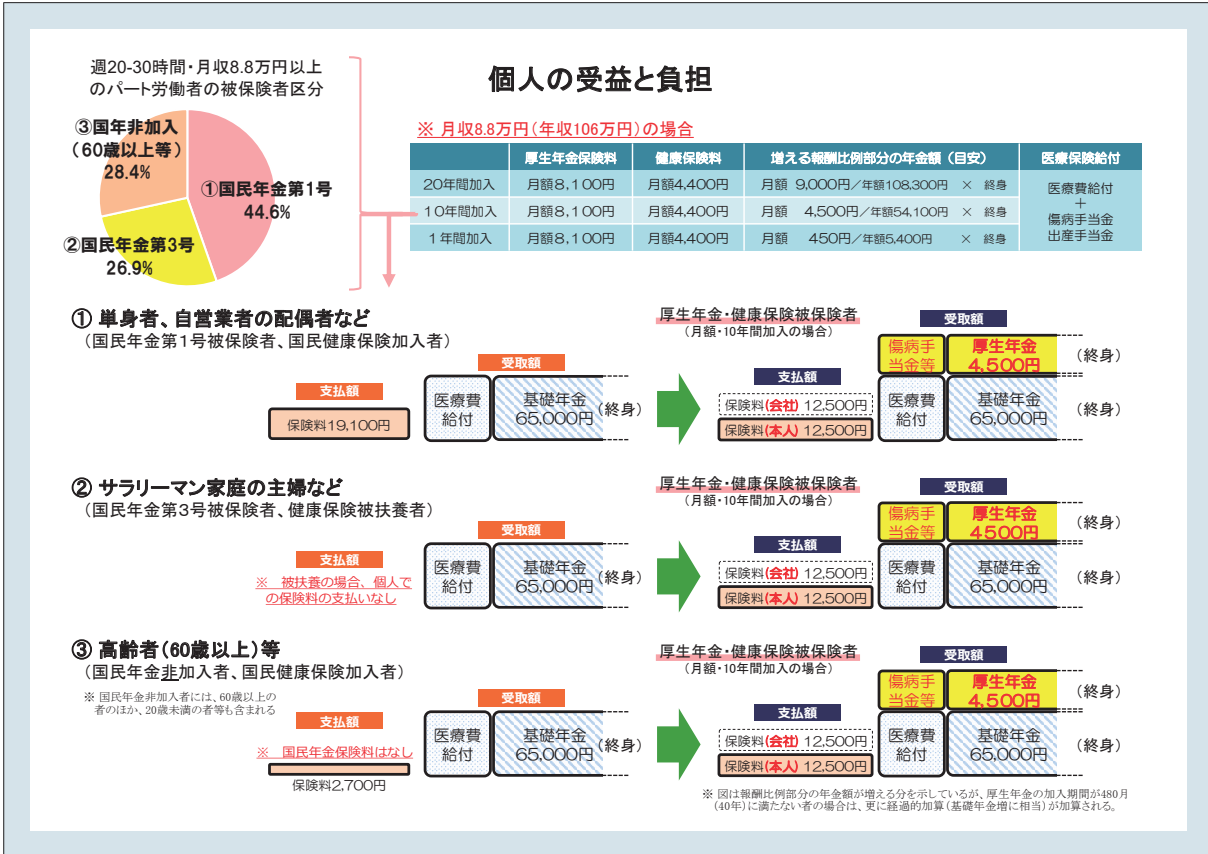 個人の受益と負担
週20-30時間・月収8.8万円以上
のパート労働者の被保険者区分
③国年非加入
(60歳以上等)
28.4%
①国民年金第1号
44.6%
②国民年金第3号
26.9%
※ 月収8.8万円(年収106万円)の場合
厚生年金保険料 健康保険料 増える報酬比例部分の年金額(目安) 医療保険給付
20年間加入 月額8,100円 月額4,400円 月額 9,000円/年額108,300円 × 終身
10年間加入 月額8,100円 月額4,400円 月額 4,500円/年額54,100円 × 終身
1年間加入 月額8,100円 月額4,400円 月額 450円/年額5,400円 × 終身
医療費給付
+
傷病手当金
出産手当金
① 単身者、自営業者の配偶者など
(国民年金第1号被保険者、国民健康保険加入者)
支払額
保険料19,100円
受取額
医療費
給付
基礎年金
65,000円
(終身)
厚生年金・健康保険被保険者
(月額・10年間加入の場合)
支払額
保険料(会社) 12,500円
保険料(本人) 12,500円
受取額
傷病手
当金等
厚生年金
4,500円
(終身)
医療費
給付
基礎年金
65,000円
(終身)
② サラリーマン家庭の主婦など
(国民年金第3号被保険者、健康保険被扶養者)
支払額
※ 被扶養の場合、個人で
の保険料の支払いなし
受取額
医療費
給付
基礎年金
65,000円
(終身)
厚生年金・健康保険被保険者
(月額・10年間加入の場合)
支払額
保険料(会社) 12,500円
保険料(本人) 12,500円
受取額
傷病手
当金等
厚生年金
4500円
(終身)
医療費
給付
基礎年金
65,000円
(終身)
③ 高齢者(60歳以上)等
(国民年金非加入者、国民健康保険加入者)
※ 国民年金非加入者には、60歳以上の
者のほか、20歳未満の者等も含まれる
支払額
※ 国民年金保険料はなし
保険料2,700円
受取額
医療費
給付
基礎年金
65,000円
(終身)
厚生年金・健康保険被保険者
(月額・10年間加入の場合)
支払額
保険料(会社) 12,500円
保険料(本人) 12,500円
受取額
傷病手
当金等
厚生年金
4,500円
(終身)
医療費
給付
基礎年金
65,000円
(終身)
※ 図は報酬比例部分の年金額が増える分を示しているが、厚生年金の加入期間が480月
(40年)に満たない者の場合は、更に経過的加算(基礎年金増に相当)が加算される。